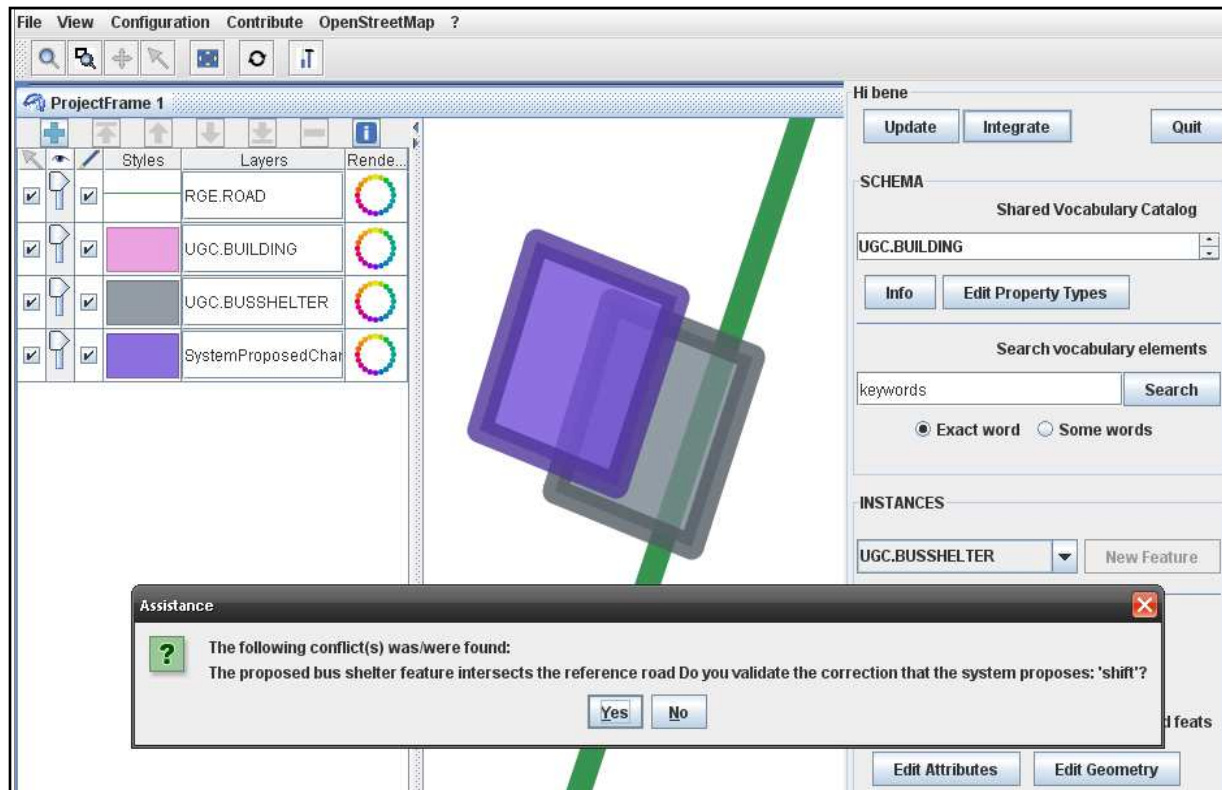 File View Configuration Contribute OpenStreetMap ?
ProjectFrame 1
Styles Layers Rende...
RGE.ROAD
UGC.BUILDING
UGC.BUSSHELTER
SystemProposedChar
Hi bene
Update Integrate Quit
SCHEMA
Shared Vocabulary Catalog
UGC.BUILDING
Info Edit Property Types
Search vocabulary elements
keywords Search
Exact word Some words
INSTANCES
UGC.BUSSHELTER New Feature
Assistance
The following conflict(s) was/were found:
The proposed bus shelter feature intersects the reference road Do you validate the correction that the system proposes: 'shift'?
Yes No
d feats
Edit Attributes Edit Geometry